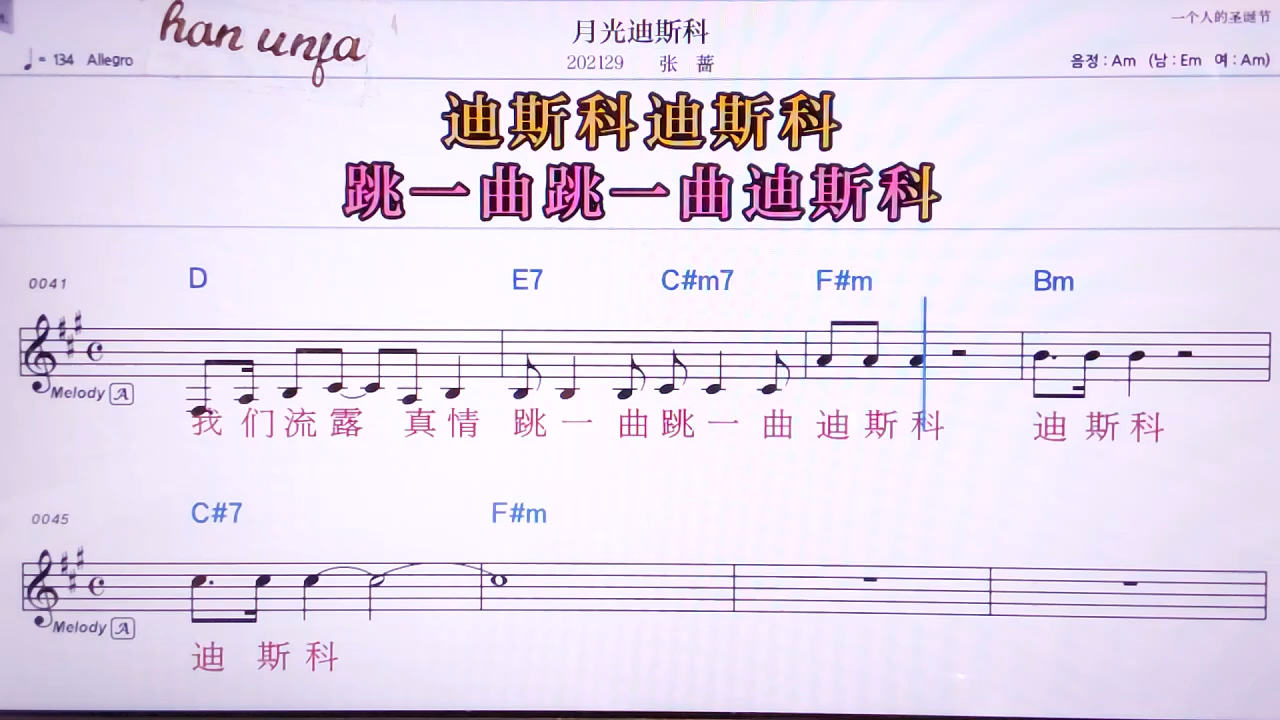 han unfa
月光迪斯科
一个人的圣诞节
♩= 134 Allegro
202129 张 蔷
음정 : Am (남 : Em 여 : Am)
迪斯科迪斯科
跳一曲跳一曲迪斯科
0041
D E7 C#m7 F#m Bm
Melody A
我们流露 真情 跳一 曲跳一 曲 迪斯科 迪斯科
0045
C#7 F#m
Melody A
迪 斯科